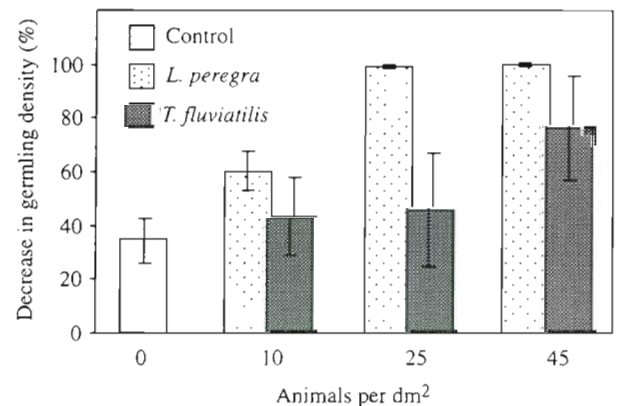 Decrease in germling density (%)
100
80
60
40
20
0
Control
L. peregra
T. fluviatilis
0 10 25 45
Animals per dm²